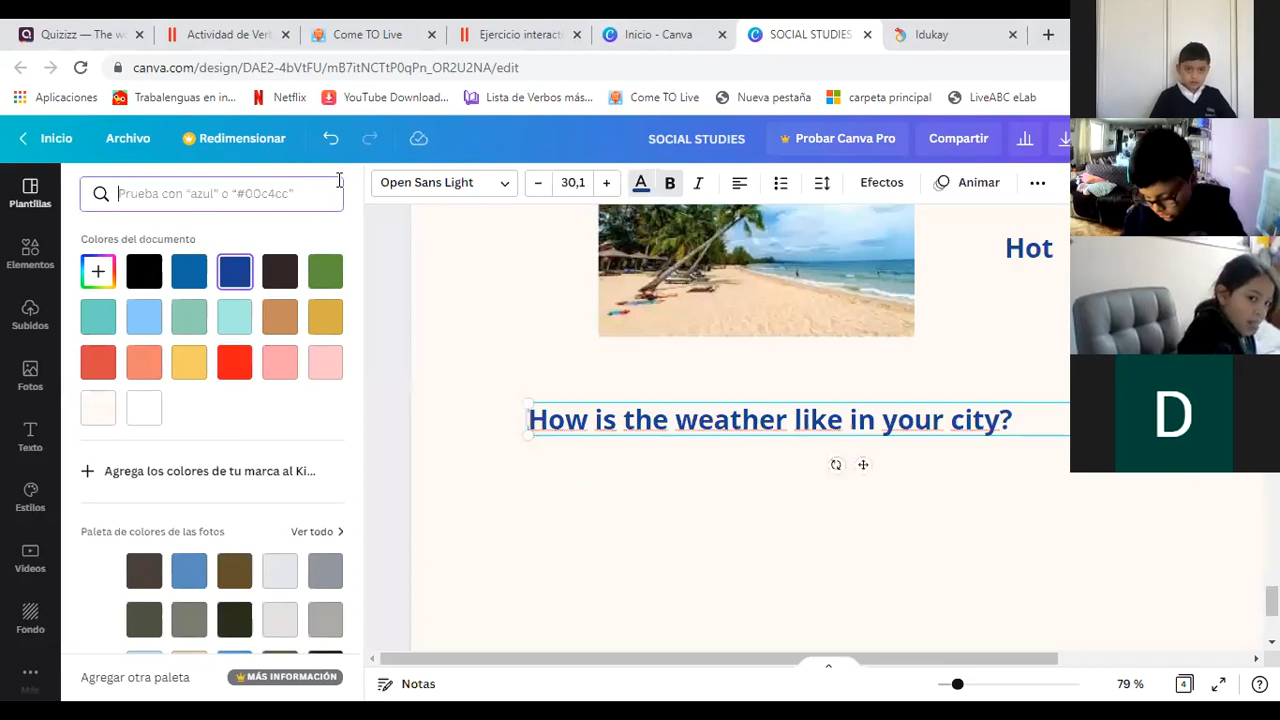 Quizizz — The wo
Actividad de Verb
Come TO Live
Ejercicio interacti
Inicio - Canva
SOCIAL STUDIES
Idukay
canva.com/design/DAE2-4bVtFU/mB7itNCTtP0qPn_OR2U2NA/edit
Aplicaciones
Trabalenguas en in...
Netflix
YouTube Download...
Lista de Verbos más...
Come TO Live
Nueva pestaña
carpeta principal
LiveABC eLab
Inicio
Archivo
Redimensionar
SOCIAL STUDIES
Probar Canva Pro
Compartir
Plantillas
Elementos
Subidos
Fotos
Texto
Estilos
Videos
Fondo
Más
Prueba con "azul" o "#00c4cc"
Colores del documento
Agrega los colores de tu marca al Ki...
Paleta de colores de las fotos
Ver todo
Agregar otra paleta
MÁS INFORMACIÓN
Open Sans Light
– 30,1 +
A B I
Efectos
Animar
Hot
How is the weather like in your city?
D
Notas
79 %
4